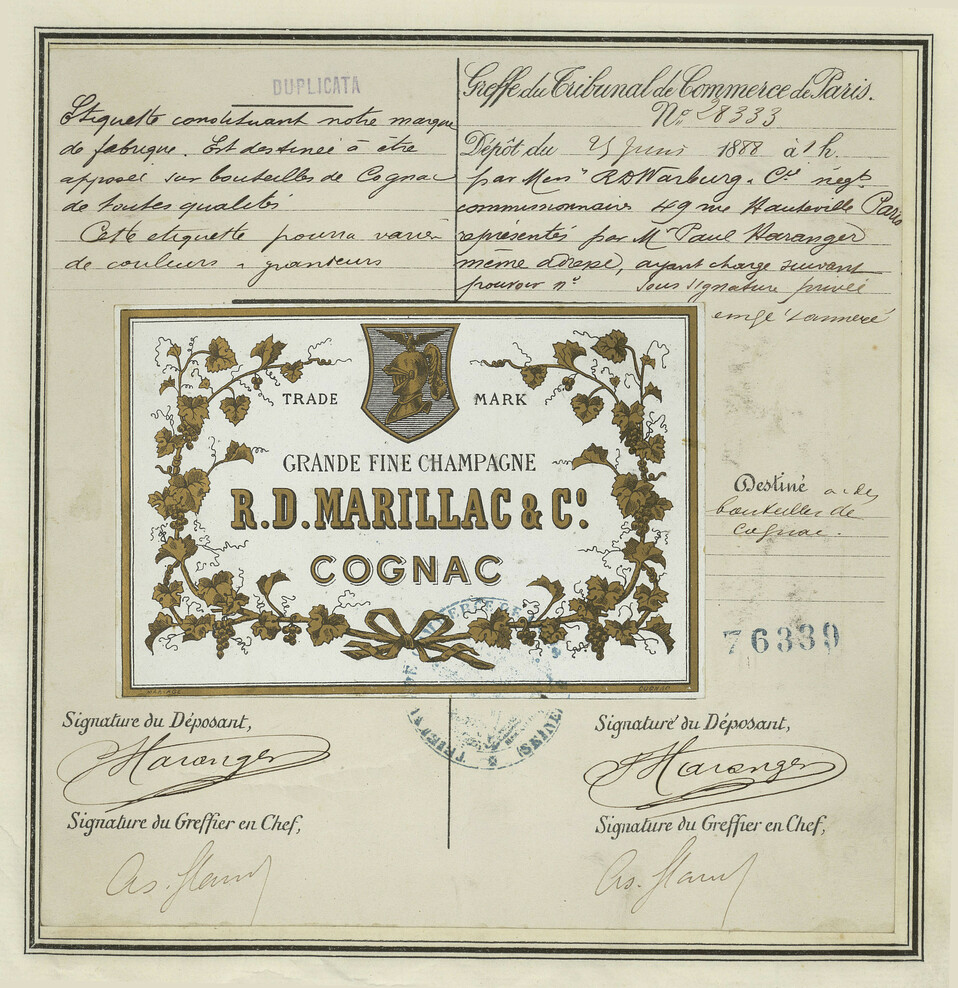 DUPLICATA
Etiquette constituant notre marque
de fabrique. Est destinée à être
apposée sur bouteilles de Cognac
de toutes qualités
Cette etiquette pourra varier
de couleurs &
Greffe du Tribunal de Commerce de Paris.
No 28333
Dépôt du 25 Juin 1888 à 1 h.
par Mess RD Warburg & Cie négt
commissionnaires 49 rue Hauteville Paris
représentés par Mr Paul Haranger
même adresse, ayant charge suivant
pouvoir sous signature privée
TRADE MARK
GRANDE FINE CHAMPAGNE
R.D. MARILLAC & Co.
COGNAC
Destiné à des
bouteilles de
Cognac.
76339
Signature du Déposant,
Haranger
Signature du Greffier en Chef,
Signature du Déposant,
Haranger
Signature du Greffier en Chef,